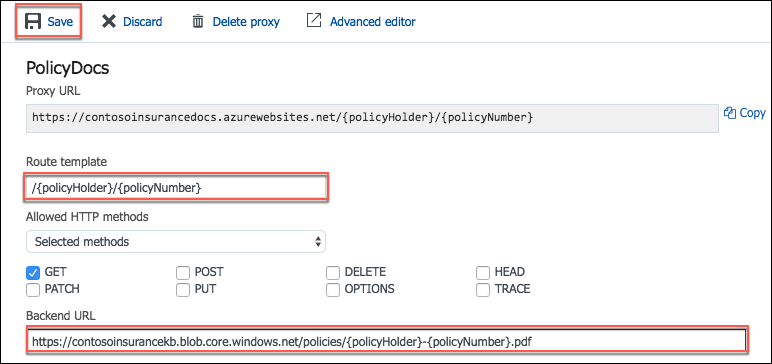 Save Discard Delete proxy Advanced editor
PolicyDocs
Proxy URL
https://contosoinsurancedocs.azurewebsites.net/{policyHolder}/{policyNumber} Copy
Route template
/{policyHolder}/{policyNumber}
Allowed HTTP methods
Selected methods
GET POST DELETE HEAD
PATCH PUT OPTIONS TRACE
Backend URL
https://contosoinsurancekb.blob.core.windows.net/policies/{policyHolder}-{policyNumber}.pdf